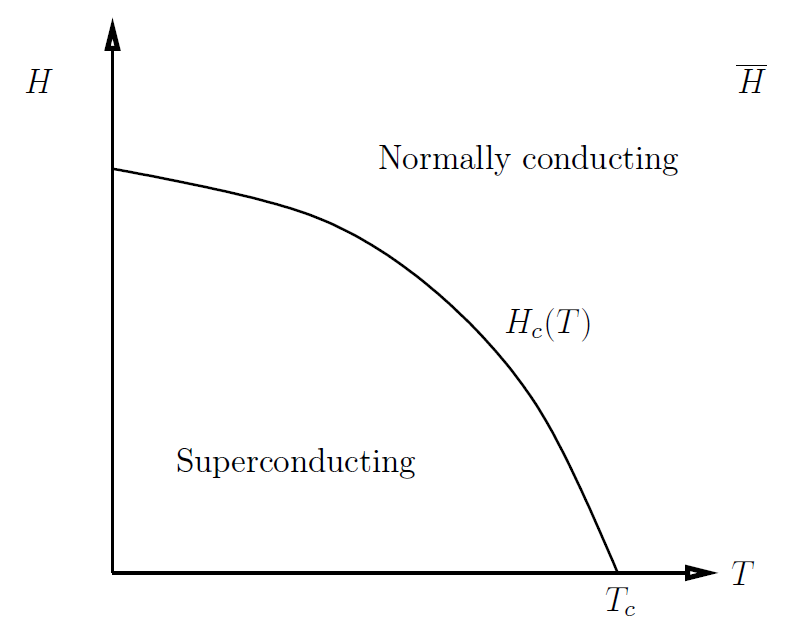 H
H̅
Normally conducting
H_c(T)
Superconducting
T
T_c